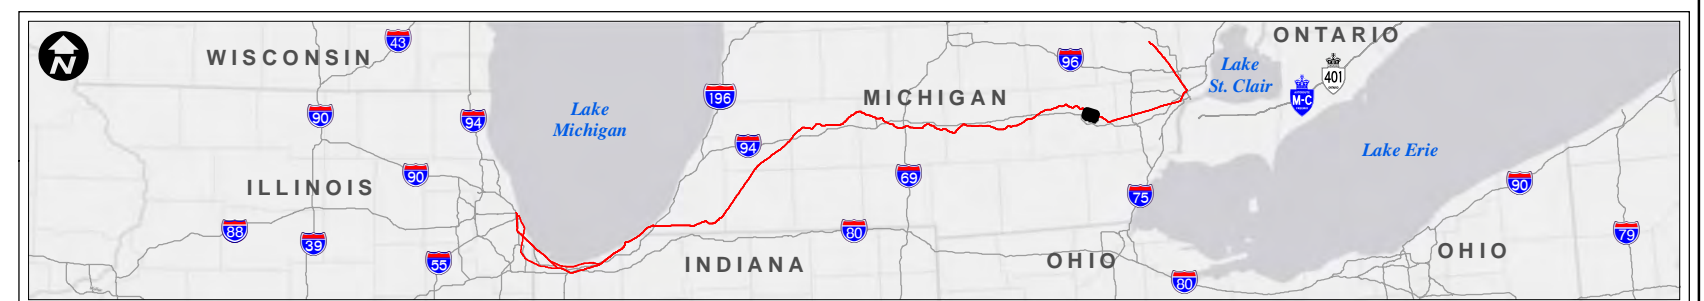 N
WISCONSIN
43
90
94
90
ILLINOIS
88
39
55
Lake
Michigan
196
94
MICHIGAN
96
69
INDIANA
80
75
OHIO
80
Lake
St. Clair
ONTARIO
401
M-C
Lake Erie
90
OHIO
79